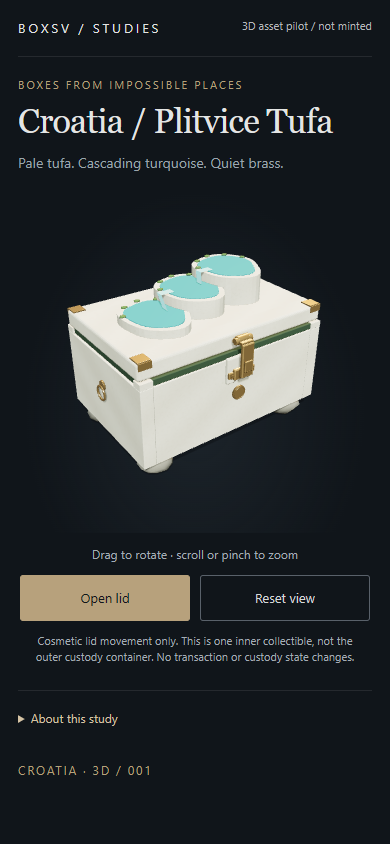 BOXSV / STUDIES
3D asset pilot / not minted
BOXES FROM IMPOSSIBLE PLACES
Croatia / Plitvice Tufa
Pale tufa. Cascading turquoise. Quiet brass.
Drag to rotate · scroll or pinch to zoom
Open lid
Reset view
Cosmetic lid movement only. This is one inner collectible, not the
outer custody container. No transaction or custody state changes.
About this study
CROATIA · 3D / 001